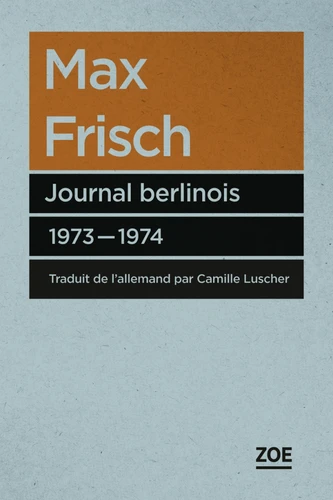 Max
Frisch
Journal berlinois
1973—1974
Traduit de l'allemand par Camille Luscher
ZOE